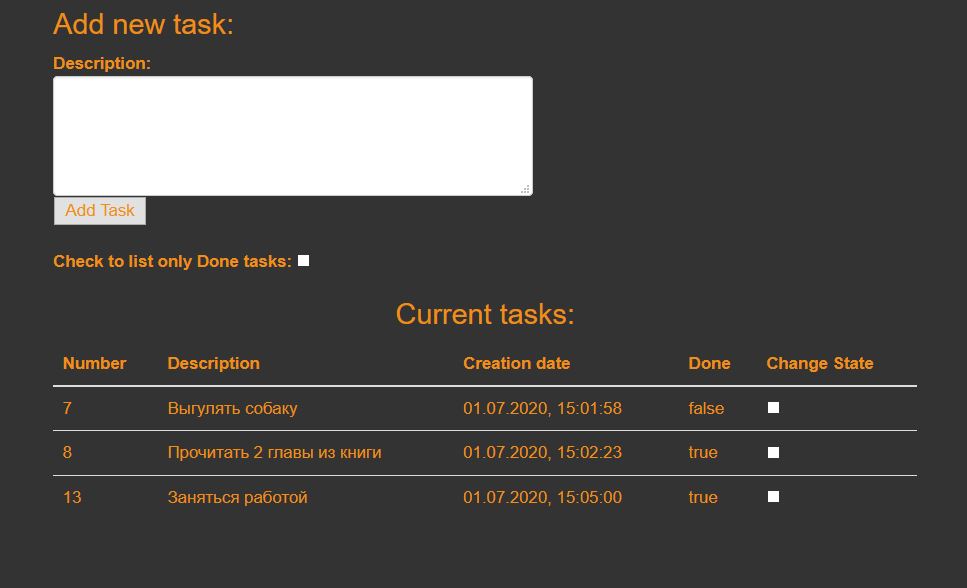 Add new task:
Description:
Add Task
Check to list only Done tasks:
Current tasks:
Number Description Creation date Done Change State
7 Выгулять собаку 01.07.2020, 15:01:58 false
8 Прочитать 2 главы из книги 01.07.2020, 15:02:23 true
13 Заняться работой 01.07.2020, 15:05:00 true